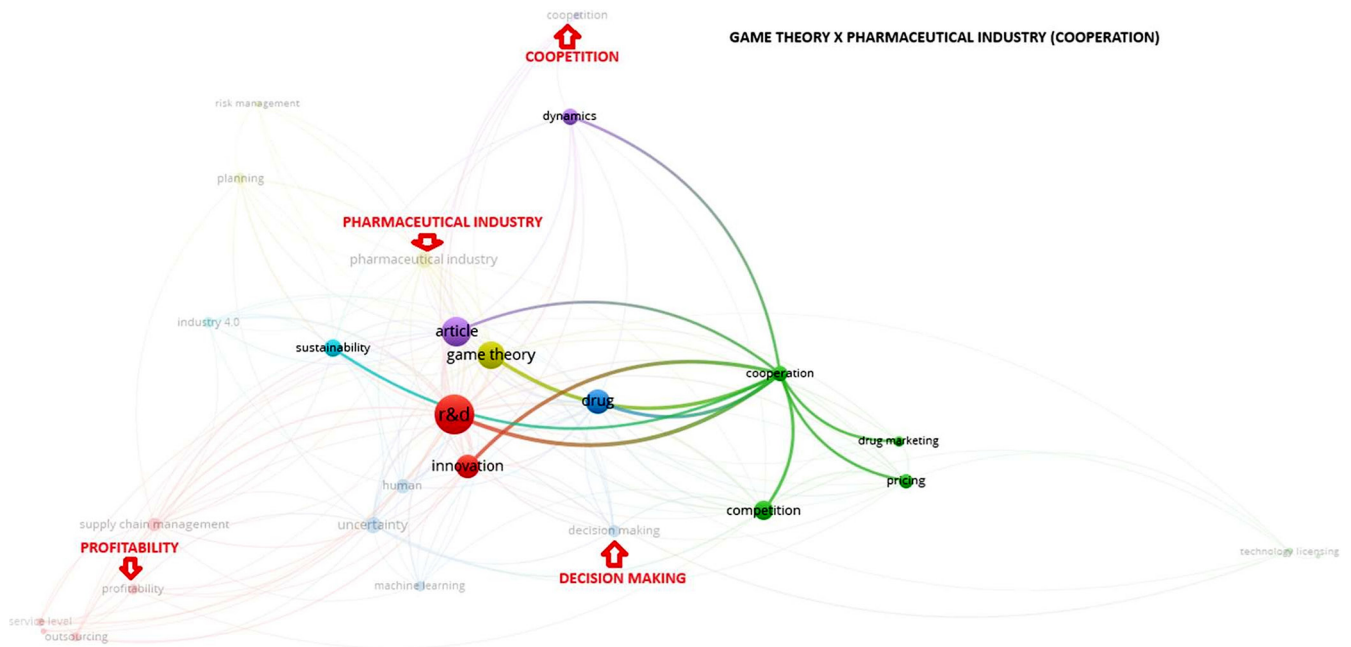 coopetition
COOPETITION
GAME THEORY X PHARMACEUTICAL INDUSTRY (COOPERATION)
risk management
dynamics
planning
PHARMACEUTICAL INDUSTRY
pharmaceutical industry
industry 4.0
article
sustainability
game theory
cooperation
drug
r&d
drug marketing
innovation
pricing
human
competition
supply chain management
uncertainty
decision making
PROFITABILITY
technology licensing
DECISION MAKING
profitability
machine learning
service level
outsourcing